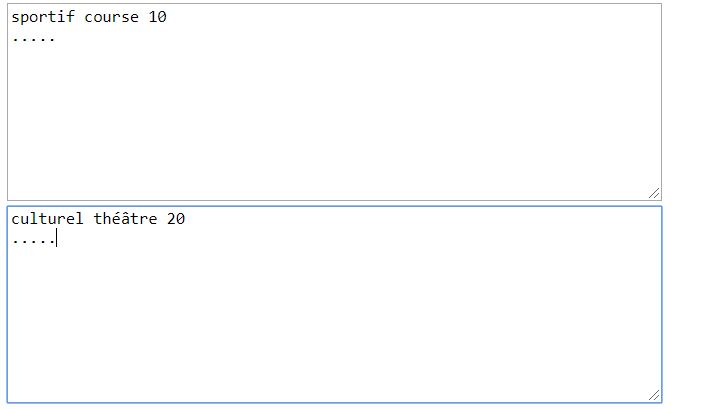 sportif course 10
.....
culturel théâtre 20
.....